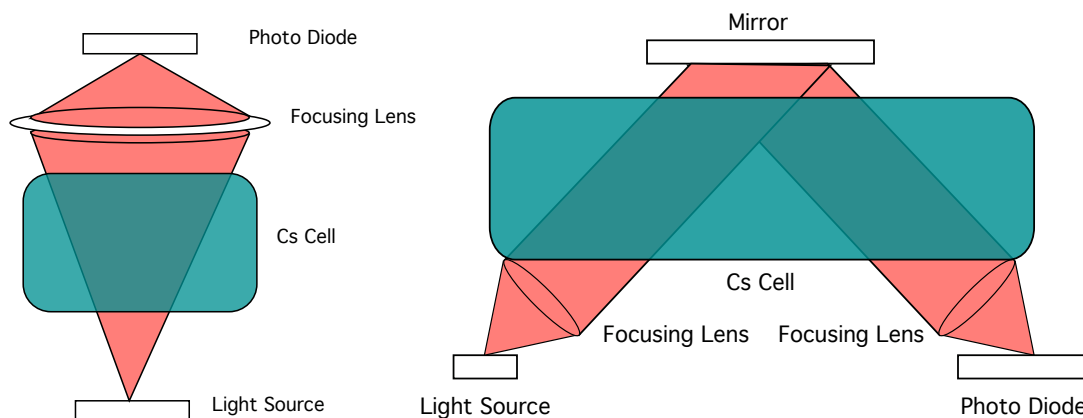 Photo Diode
Focusing Lens
Cs Cell
Light Source
Mirror
Cs Cell
Focusing Lens
Focusing Lens
Light Source
Photo Diode